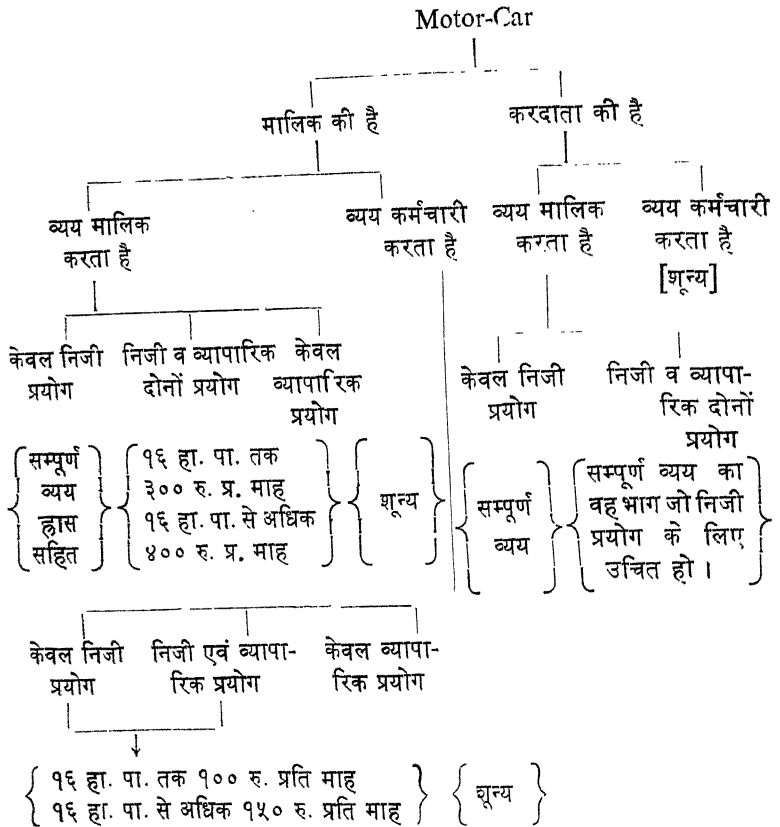 Motor-Car
मालिक की है
करदाता की है
व्यय मालिक
करता है
व्यय कर्मचारी
करता है
व्यय मालिक
करता है
व्यय कर्मचारी
करता है
[शून्य]
केवल निजी
प्रयोग
निजी व व्यापारिक
दोनों प्रयोग
केवल
व्यापारिक
प्रयोग
केवल निजी
प्रयोग
निजी व व्यापा-
रिक दोनों
प्रयोग
सम्पूर्ण
व्यय
ह्रास
सहित
१६ हा. पा. तक
३०० रु. प्र. माह
१६ हा. पा. से अधिक
४०० रु. प्र. माह
शून्य
सम्पूर्ण
व्यय
सम्पूर्ण व्यय का
वह भाग जो निजी
प्रयोग के लिए
उचित हो ।
केवल निजी
प्रयोग
निजी एवं व्यापा-
रिक प्रयोग
केवल व्यापा-
रिक प्रयोग
१६ हा. पा. तक १०० रु. प्रति माह
१६ हा. पा. से अधिक १५० रु. प्रति माह
शून्य